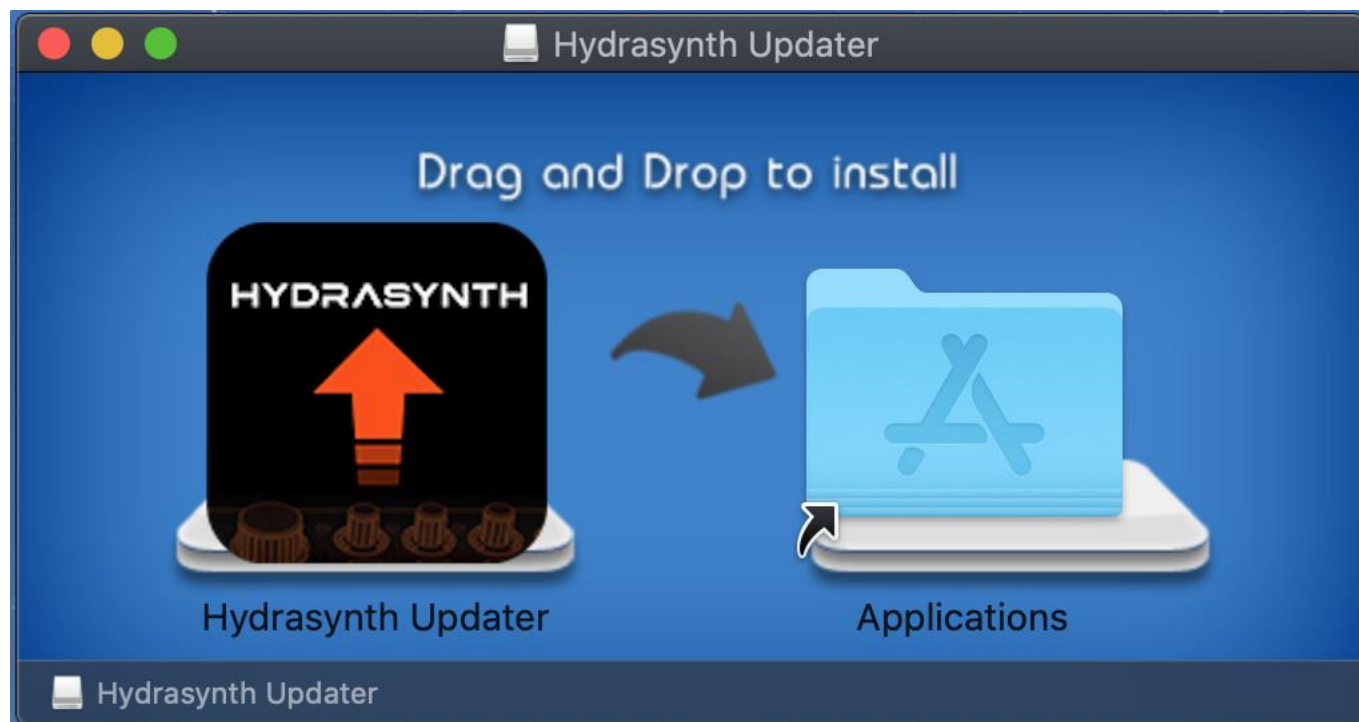 Hydrasynth Updater
Drag and Drop to install
HYDRASYNTH
Hydrasynth Updater
Applications
Hydrasynth Updater